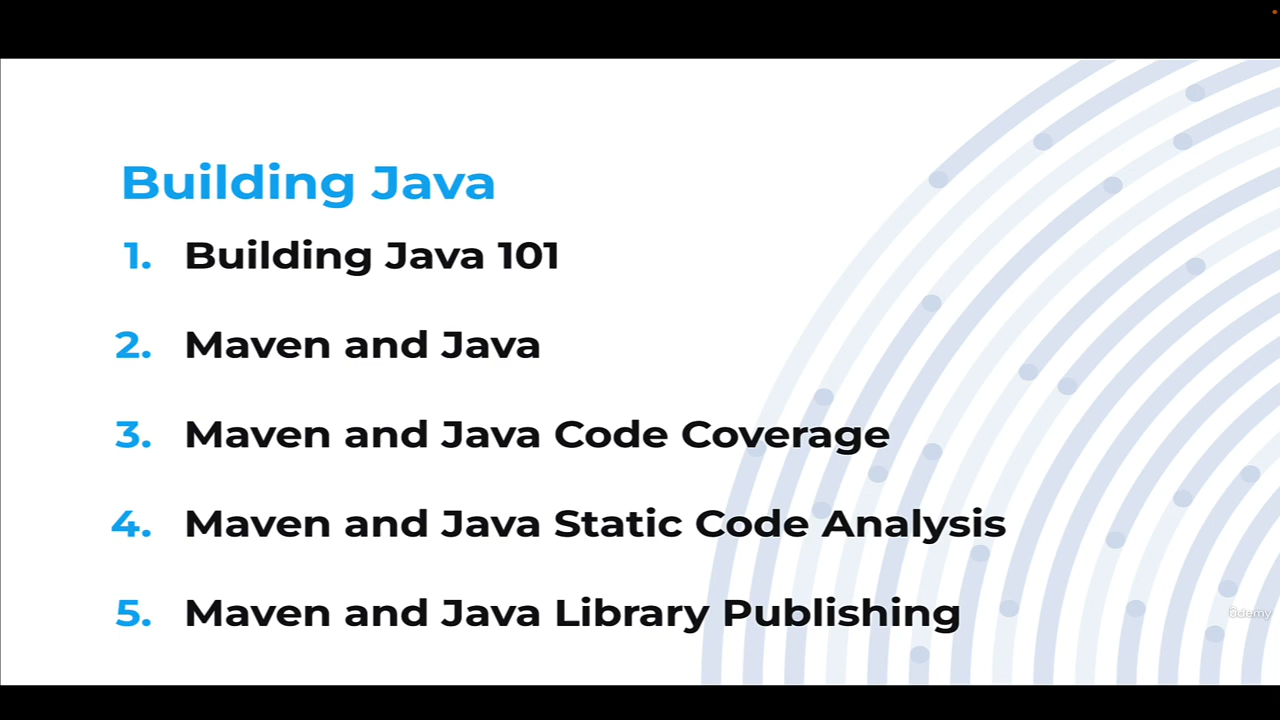 Building Java
1. Building Java 101
2. Maven and Java
3. Maven and Java Code Coverage
4. Maven and Java Static Code Analysis
5. Maven and Java Library Publishing
ûdemy